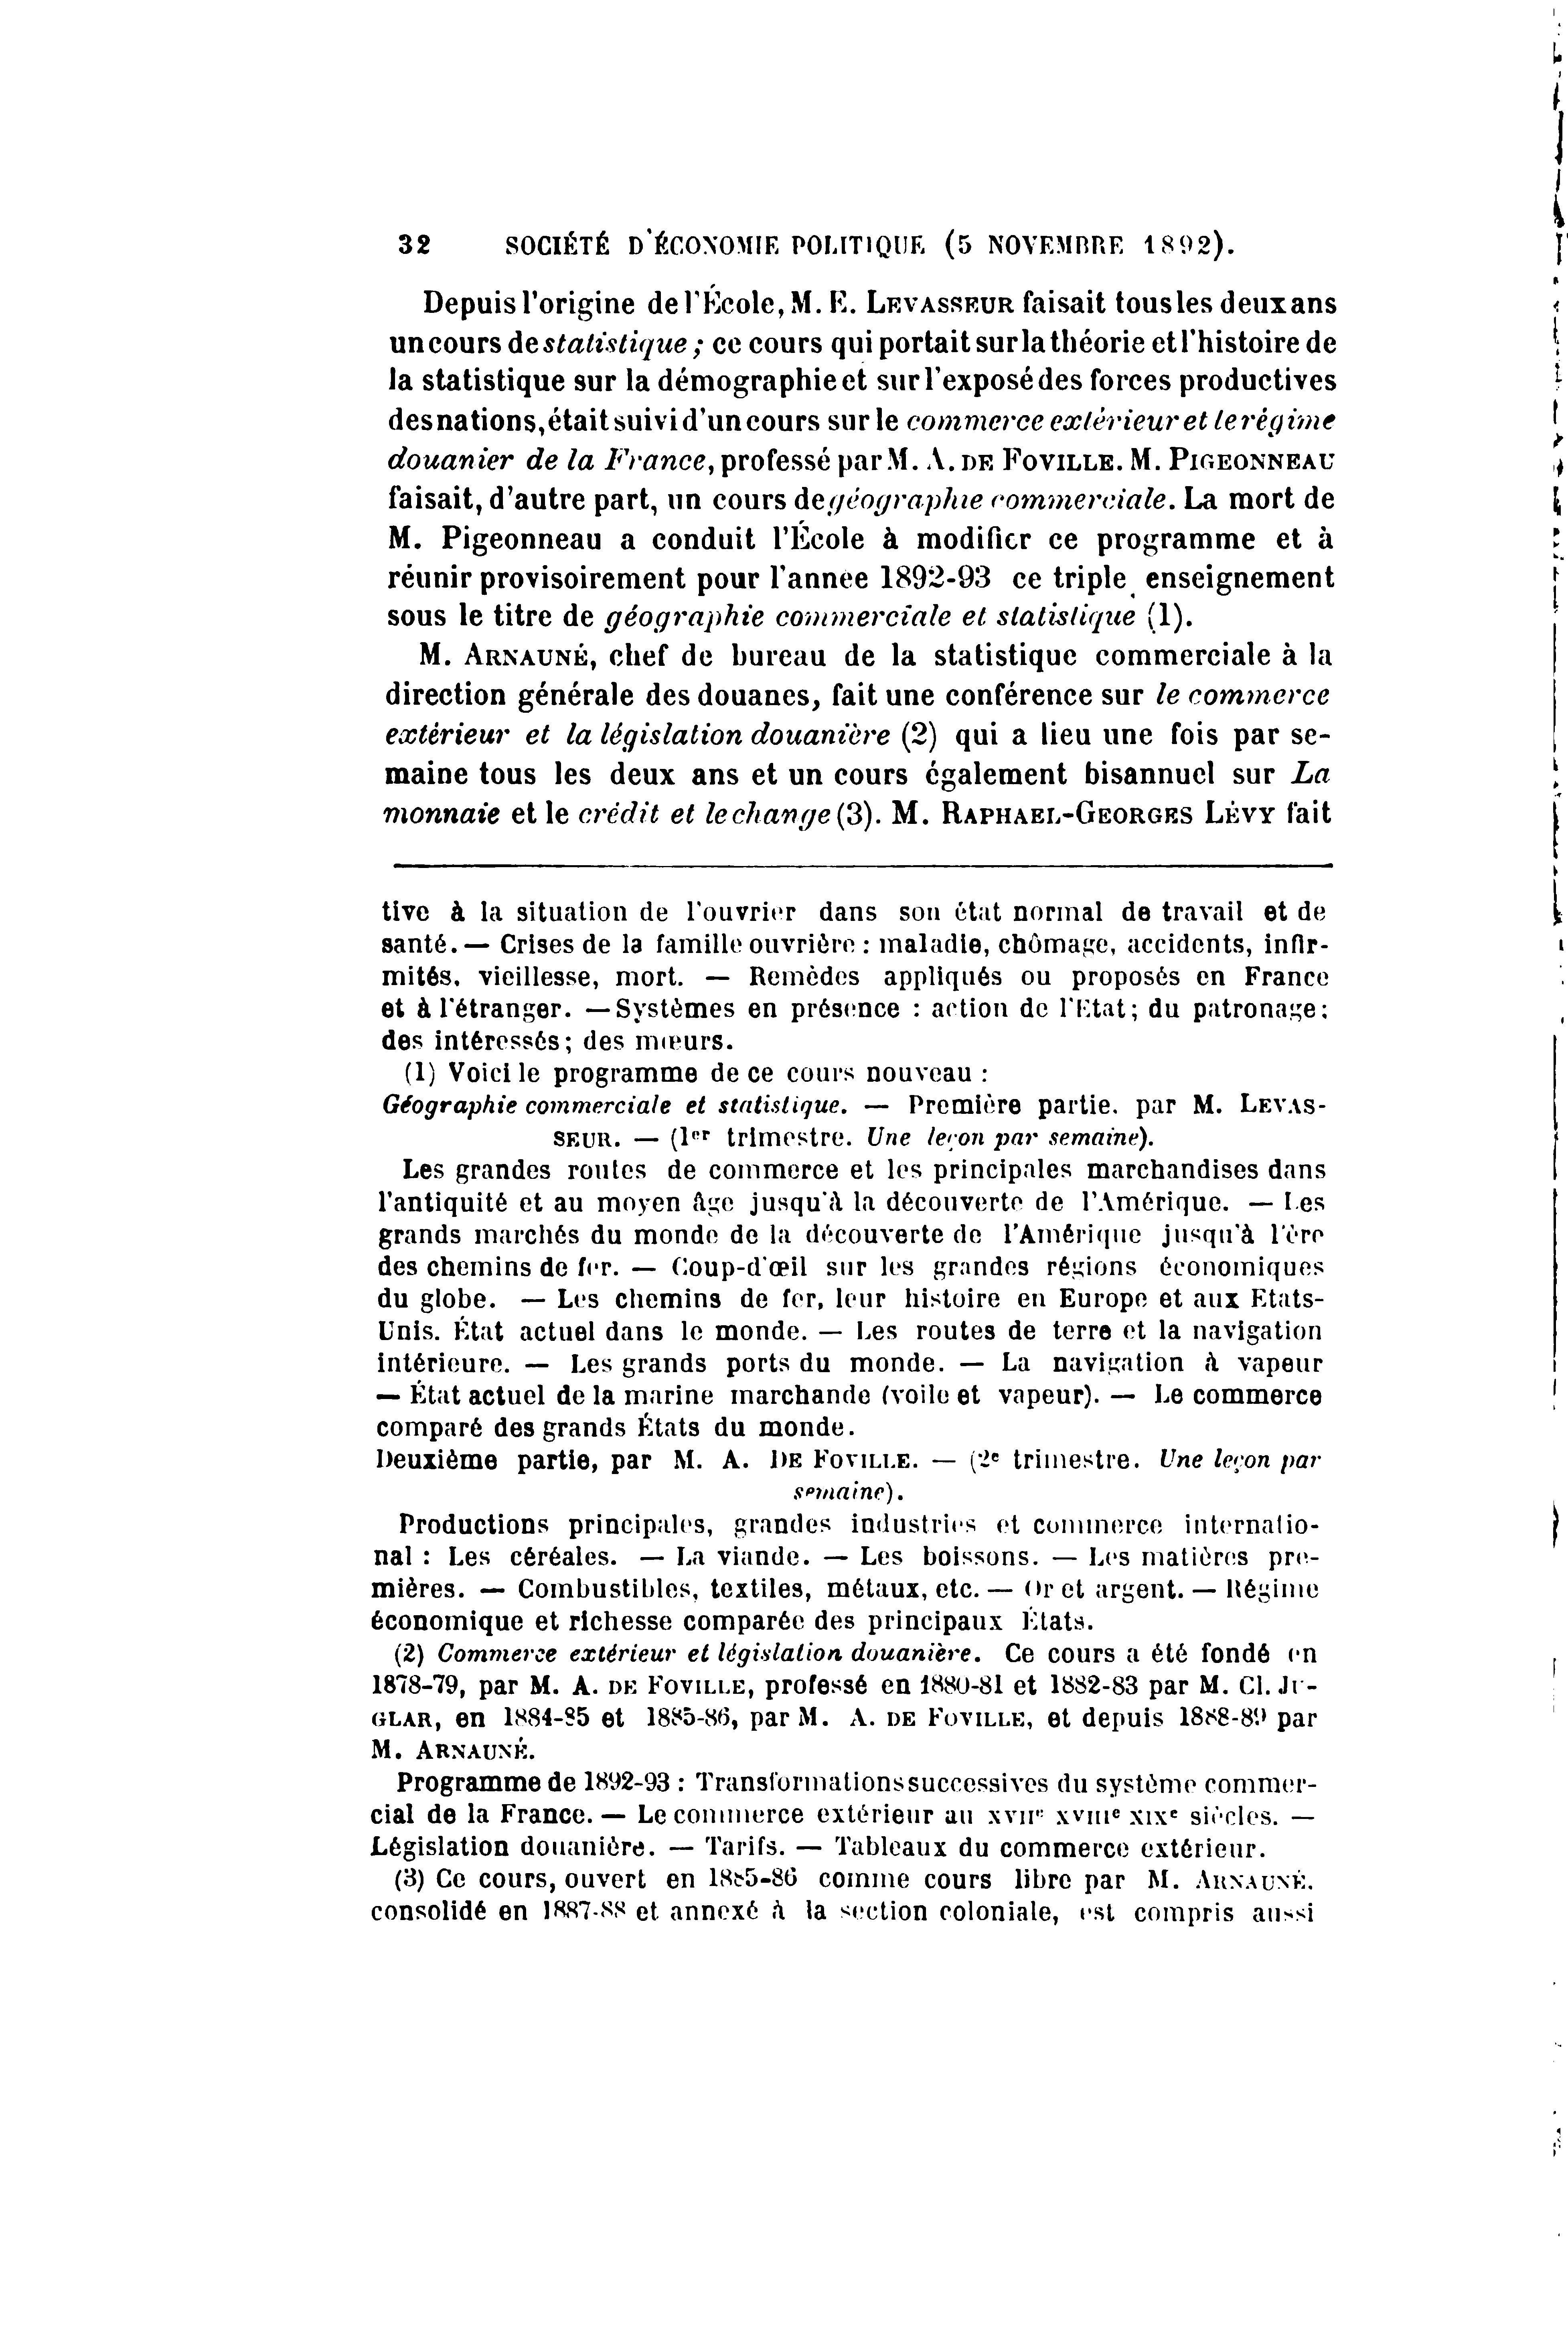 32 SOCIÉTÉ D'ÉCONOMIE POLITIQUE (5 NOVEMBRE 1892).
Depuis l'origine de l'École, M. E. LEVASSEUR faisait tous les deux ans
un cours de statistique ; ce cours qui portait sur la théorie et l'histoire de
la statistique sur la démographie et sur l'exposé des forces productives
des nations, était suivi d'un cours sur le commerce extérieur et le régime
douanier de la France, professé par M. A. DE FOVILLE. M. PIGEONNEAU
faisait, d'autre part, un cours de géographie commerciale. La mort de
M. Pigeonneau a conduit l'École à modifier ce programme et à
réunir provisoirement pour l'année 1892-93 ce triple enseignement
sous le titre de géographie commerciale et statistique (1).
M. ARNAUNÉ, chef de bureau de la statistique commerciale à la
direction générale des douanes, fait une conférence sur le commerce
extérieur et la législation douanière (2) qui a lieu une fois par se-
maine tous les deux ans et un cours également bisannuel sur La
monnaie et le crédit et le change (3). M. RAPHAEL-GEORGES LÉVY fait
tive à la situation de l'ouvrier dans son état normal de travail et de
santé. — Crises de la famille ouvrière : maladie, chômage, accidents, infir-
mités, vieillesse, mort. — Remèdes appliqués ou proposés en France
et à l'étranger. — Systèmes en présence : action de l'Etat; du patronage;
des intéressés; des mœurs.
(1) Voici le programme de ce cours nouveau :
Géographie commerciale et statistique. — Première partie, par M. LEVAS-
SEUR. — (1er trimestre. Une leçon par semaine).
Les grandes routes de commerce et les principales marchandises dans
l'antiquité et au moyen âge jusqu'à la découverte de l'Amérique. — Les
grands marchés du monde de la découverte de l'Amérique jusqu'à l'ère
des chemins de fer. — Coup-d'œil sur les grandes régions économiques
du globe. — Les chemins de fer, leur histoire en Europe et aux Etats-
Unis. État actuel dans le monde. — Les routes de terre et la navigation
intérieure. — Les grands ports du monde. — La navigation à vapeur
— État actuel de la marine marchande (voile et vapeur). — Le commerce
comparé des grands États du monde.
Deuxième partie, par M. A. DE FOVILLE. — (2e trimestre. Une leçon par
semaine).
Productions principales, grandes industries et commerce internatio-
nal : Les céréales. — La viande. — Les boissons. — Les matières pre-
mières. — Combustibles, textiles, métaux, etc. — Or et argent. — Régime
économique et richesse comparée des principaux États.
(2) Commerce extérieur et législation douanière. Ce cours a été fondé en
1878-79, par M. A. DE FOVILLE, professé en 1880-81 et 1882-83 par M. Cl. JU-
GLAR, en 1884-85 et 1885-86, par M. A. DE FOVILLE, et depuis 1888-89 par
M. ARNAUNÉ.
Programme de 1892-93 : Transformations successives du système commer-
cial de la France. — Le commerce extérieur au XVIIe XVIIIe XIXe siècles. —
Législation douanière. — Tarifs. — Tableaux du commerce extérieur.
(3) Ce cours, ouvert en 1885-86 comme cours libre par M. ARNAUNÉ,
consolidé en 1887-88 et annexé à la section coloniale, est compris aussi